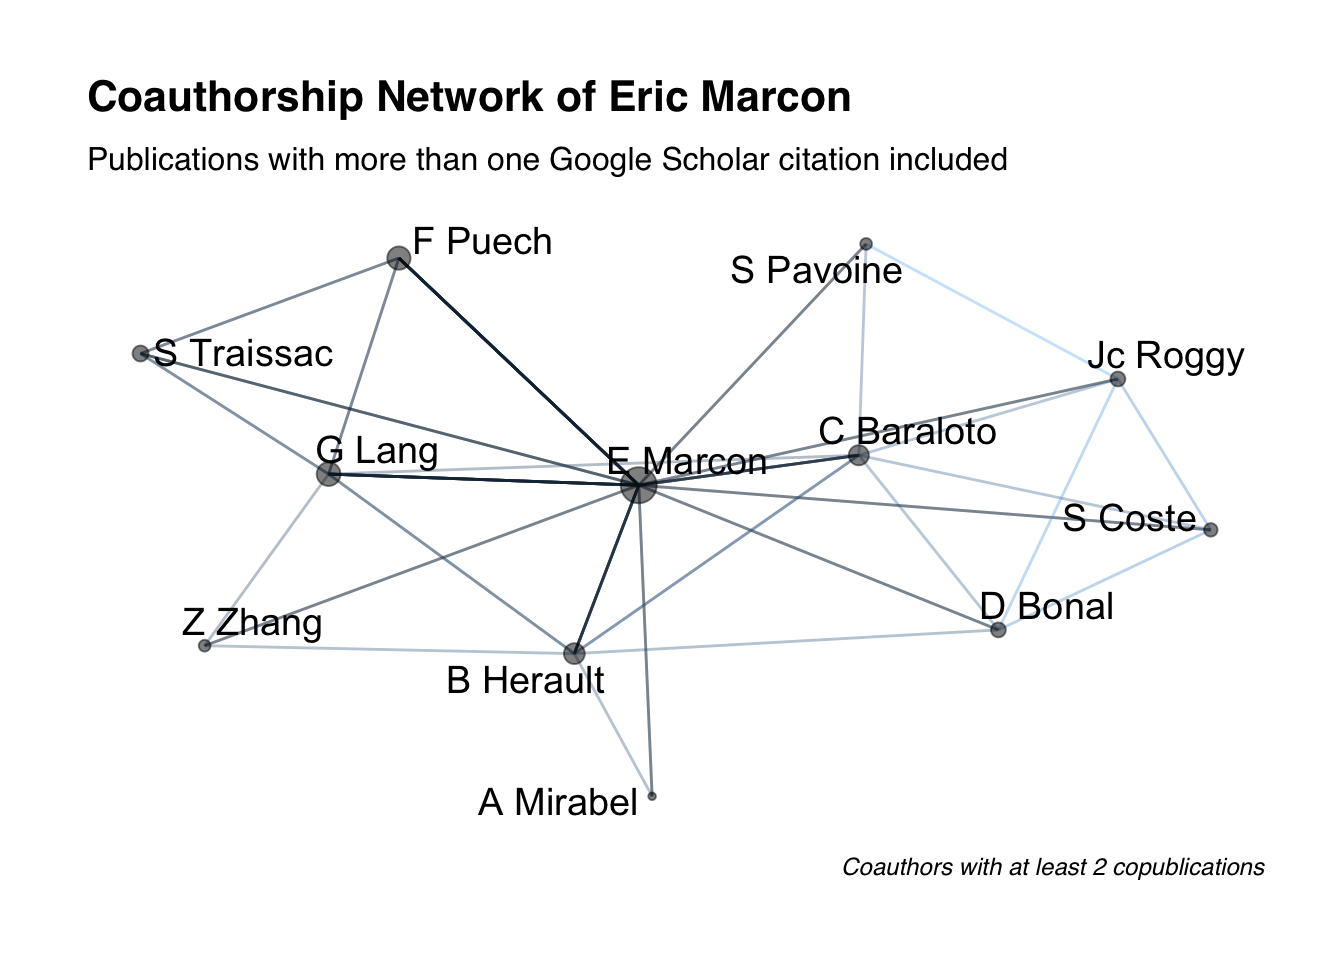 Coauthorship Network of Eric Marcon
Publications with more than one Google Scholar citation included
F Puech
S Pavoine
S Traissac
Jc Roggy
G Lang
E Marcon
C Baraloto
S Coste
Z Zhang
D Bonal
B Herault
A Mirabel
Coauthors with at least 2 copublications